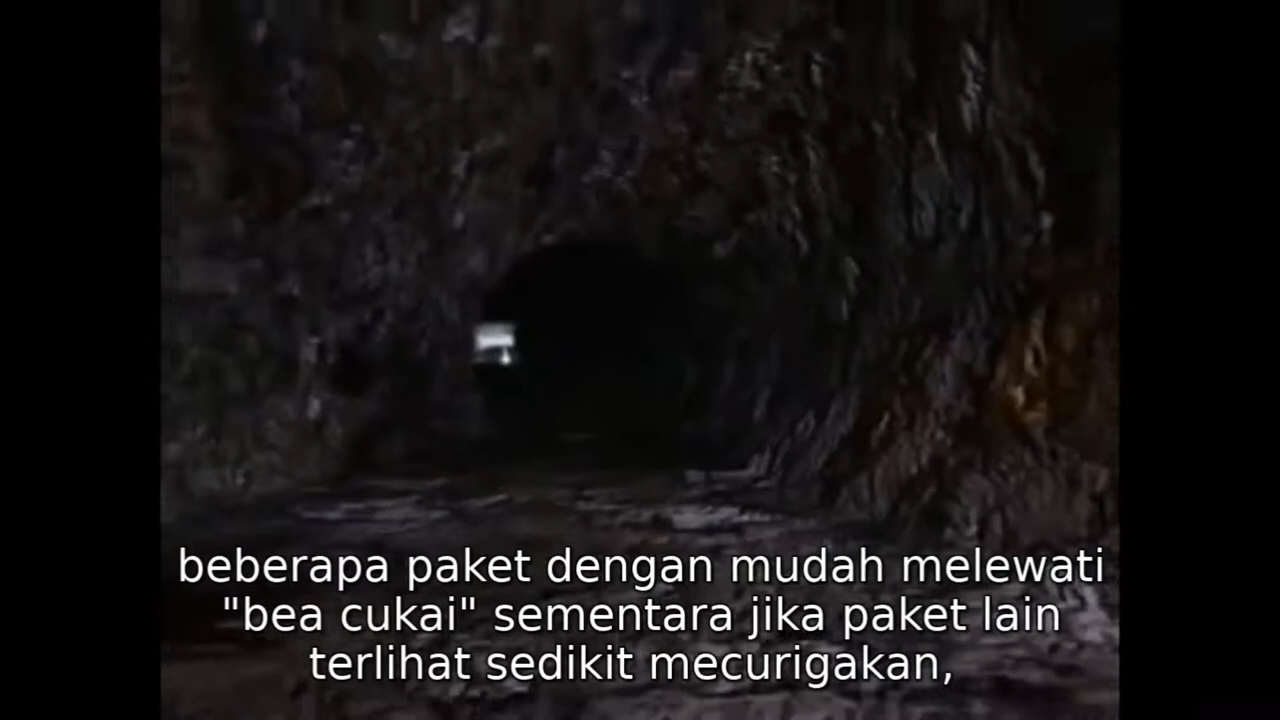 beberapa paket dengan mudah melewati
"bea cukai" sementara jika paket lain
terlihat sedikit mecurigakan,